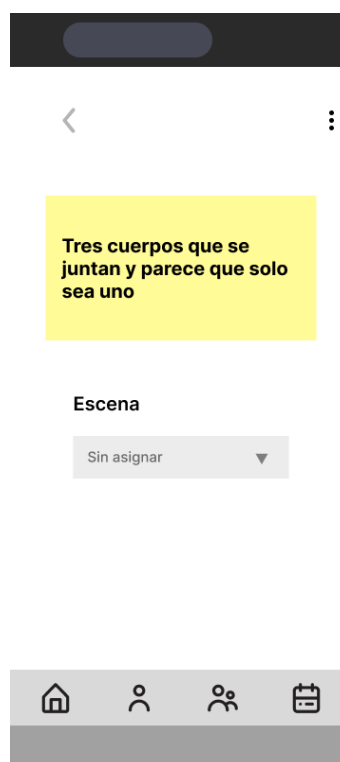 Tres cuerpos que se
juntan y parece que solo
sea uno
Escena
Sin asignar